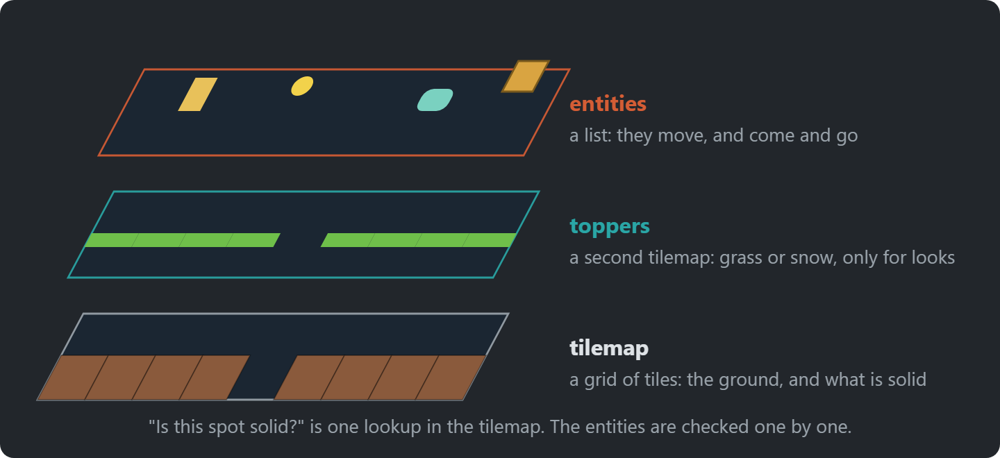 entities
a list: they move, and come and go
toppers
a second tilemap: grass or snow, only for looks
tilemap
a grid of tiles: the ground, and what is solid
"Is this spot solid?" is one lookup in the tilemap. The entities are checked one by one.